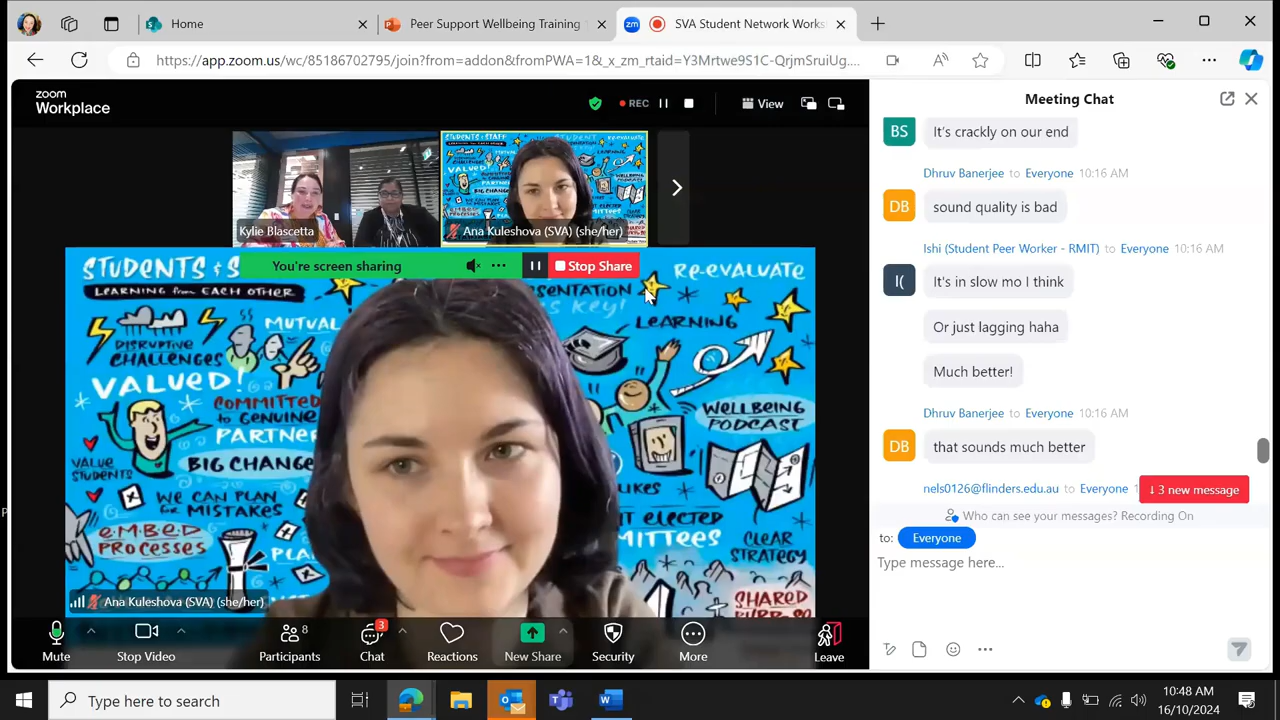 Home
Peer Support Wellbeing Training
SVA Student Network Works
https://app.zoom.us/wc/85186702795/join?from=addon&fromPWA=1&_x_zm_rtaid=Y3Mrtwe9S1C-QrjmSruiUg....
zoom
Workplace
REC
View
Kylie Blascetta
Ana Kuleshova (SVA) (she/her)
You're screen sharing
Stop Share
STUDENTS & S
LEARNING from EACH OTHER
RE-EVALUATE
MUTUAL
LEARNING
DISRUPTIVE
CHALLENGES
VALUED!
COMMITTED
to GENUINE
PARTNER
BIG CHANGE
VALUE
STUDENTS
WE CAN PLAN
for MISTAKES
EMBED
PROCESSES
WELLBEING
PODCAST
CLEAR
STRATEGY
SHARED
Ana Kuleshova (SVA) (she/her)
Mute
Stop Video
8
Participants
3
Chat
Reactions
New Share
Security
More
Leave
Meeting Chat
BS
It's crackly on our end
Dhruv Banerjee to Everyone 10:16 AM
DB
sound quality is bad
Ishi (Student Peer Worker - RMIT) to Everyone 10:16 AM
I(
It's in slow mo I think
Or just lagging haha
Much better!
Dhruv Banerjee to Everyone 10:16 AM
DB
that sounds much better
nels0126@flinders.edu.au to Everyone
↓ 3 new message
Who can see your messages? Recording On
to: Everyone
Type message here...
Type here to search
10:48 AM
16/10/2024